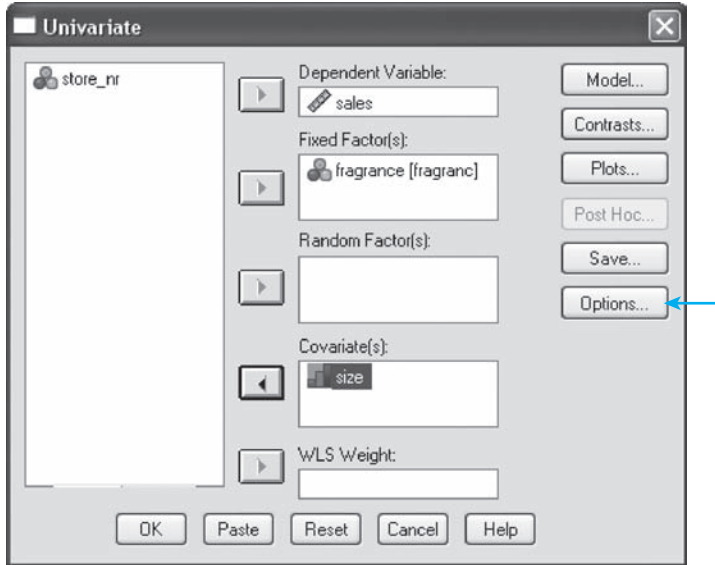 Univariate
store_nr
Dependent Variable:
sales
Fixed Factor(s):
fragrance [fragranc]
Random Factor(s):
Covariate(s):
size
WLS Weight:
Model...
Contrasts...
Plots...
Post Hoc...
Save...
Options...
OK
Paste
Reset
Cancel
Help